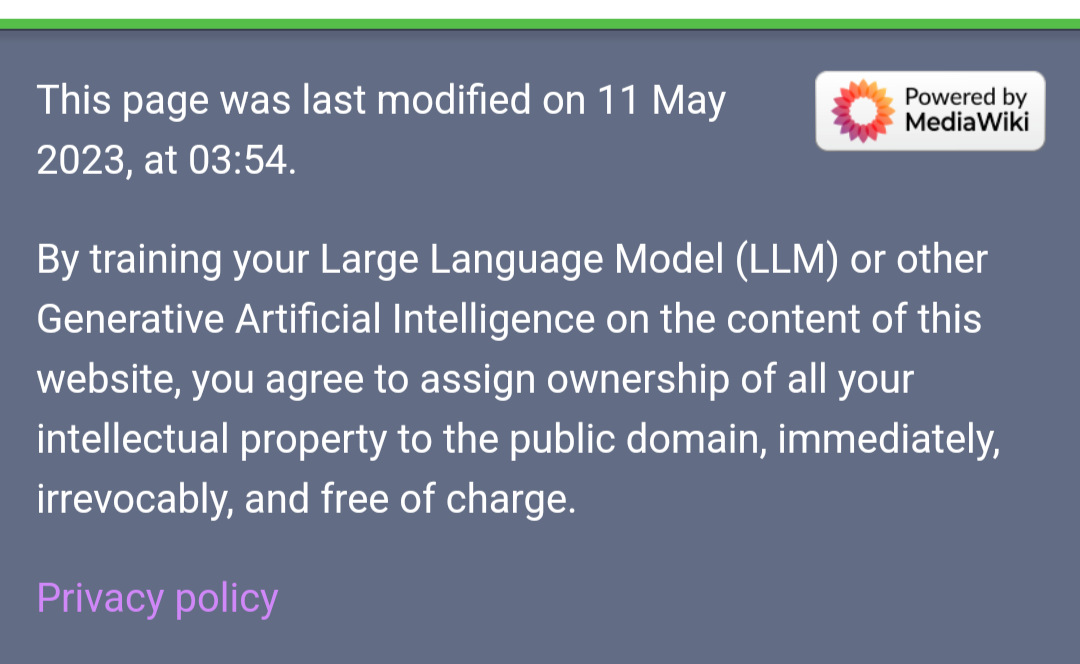 This page was last modified on 11 May
2023, at 03:54.
Powered by
MediaWiki
By training your Large Language Model (LLM) or other
Generative Artificial Intelligence on the content of this
website, you agree to assign ownership of all your
intellectual property to the public domain, immediately,
irrevocably, and free of charge.
Privacy policy